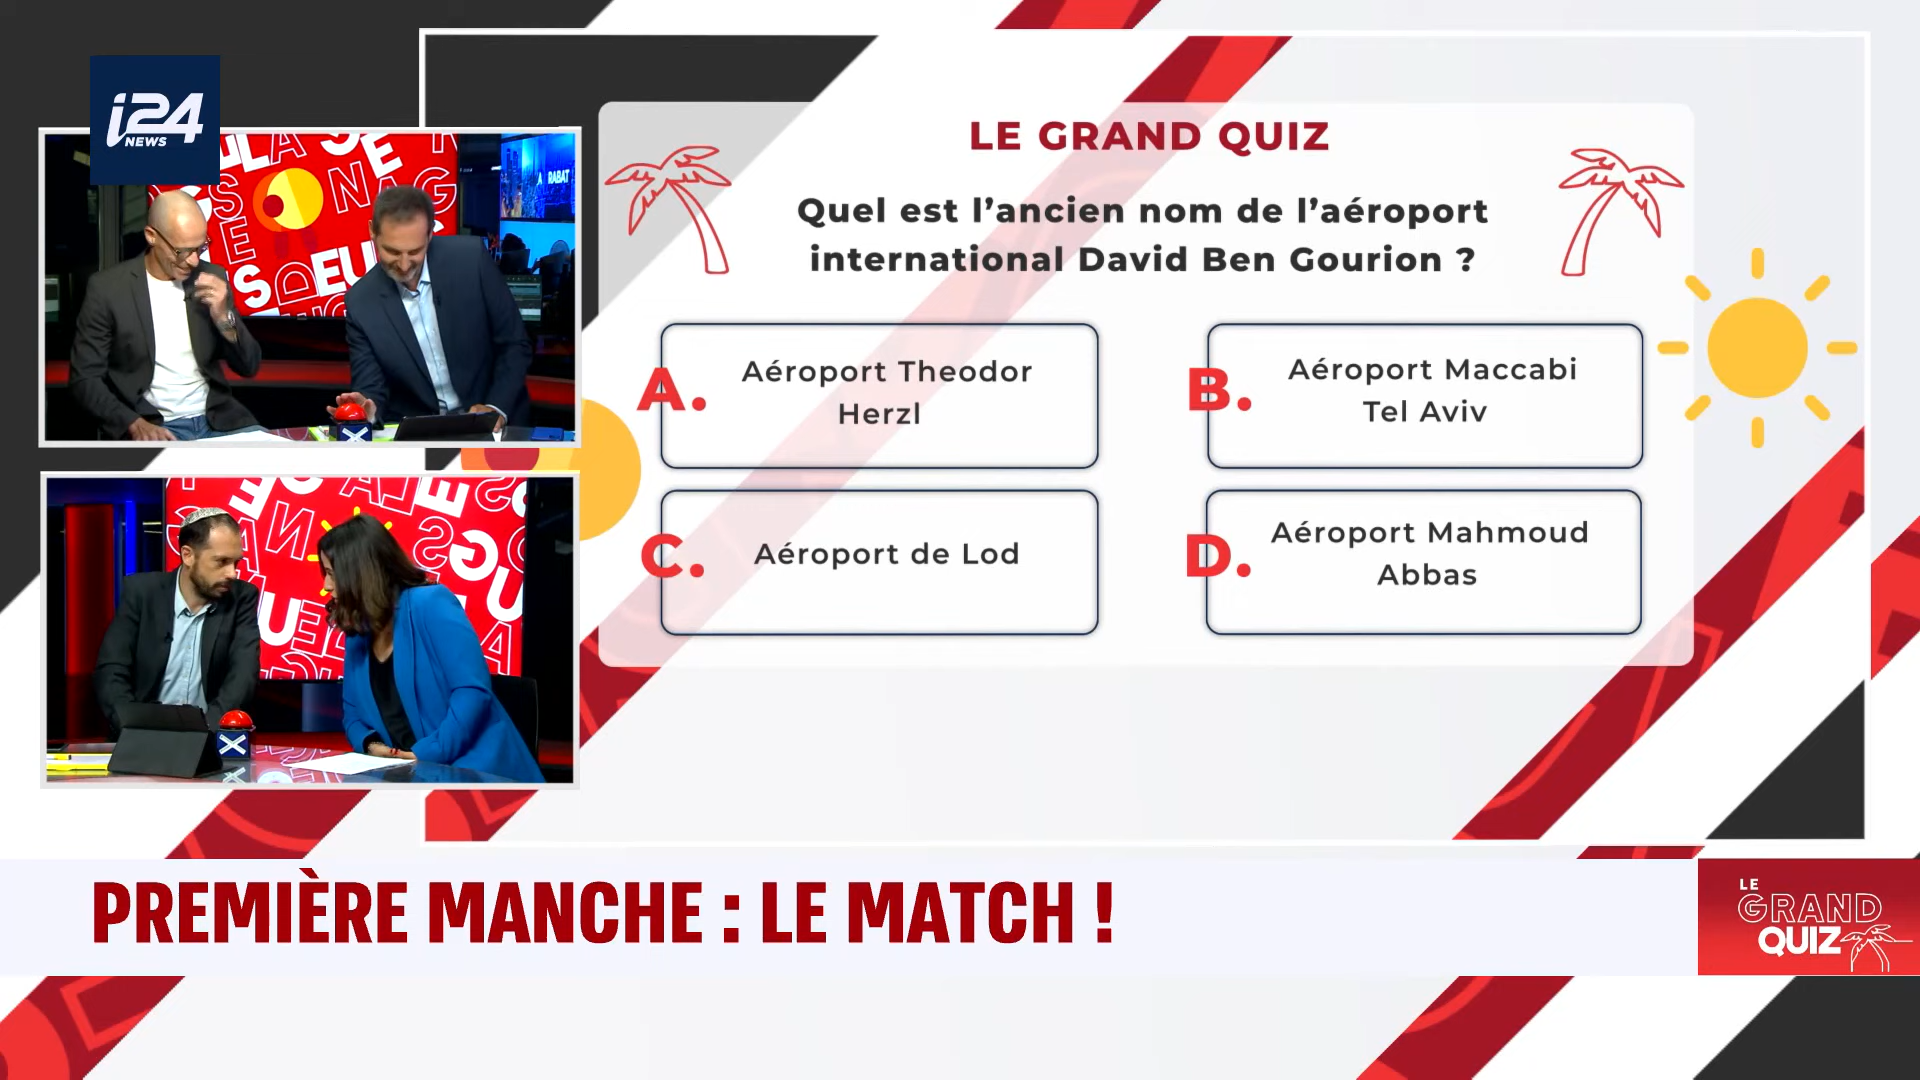 i24
NEWS
RABAT
LE GRAND QUIZ
Quel est l’ancien nom de l’aéroport
international David Ben Gourion ?
A.
Aéroport Theodor
Herzl
B.
Aéroport Maccabi
Tel Aviv
C.
Aéroport de Lod
D.
Aéroport Mahmoud
Abbas
PREMIÈRE MANCHE : LE MATCH !
LE
GRAND
QUIZ